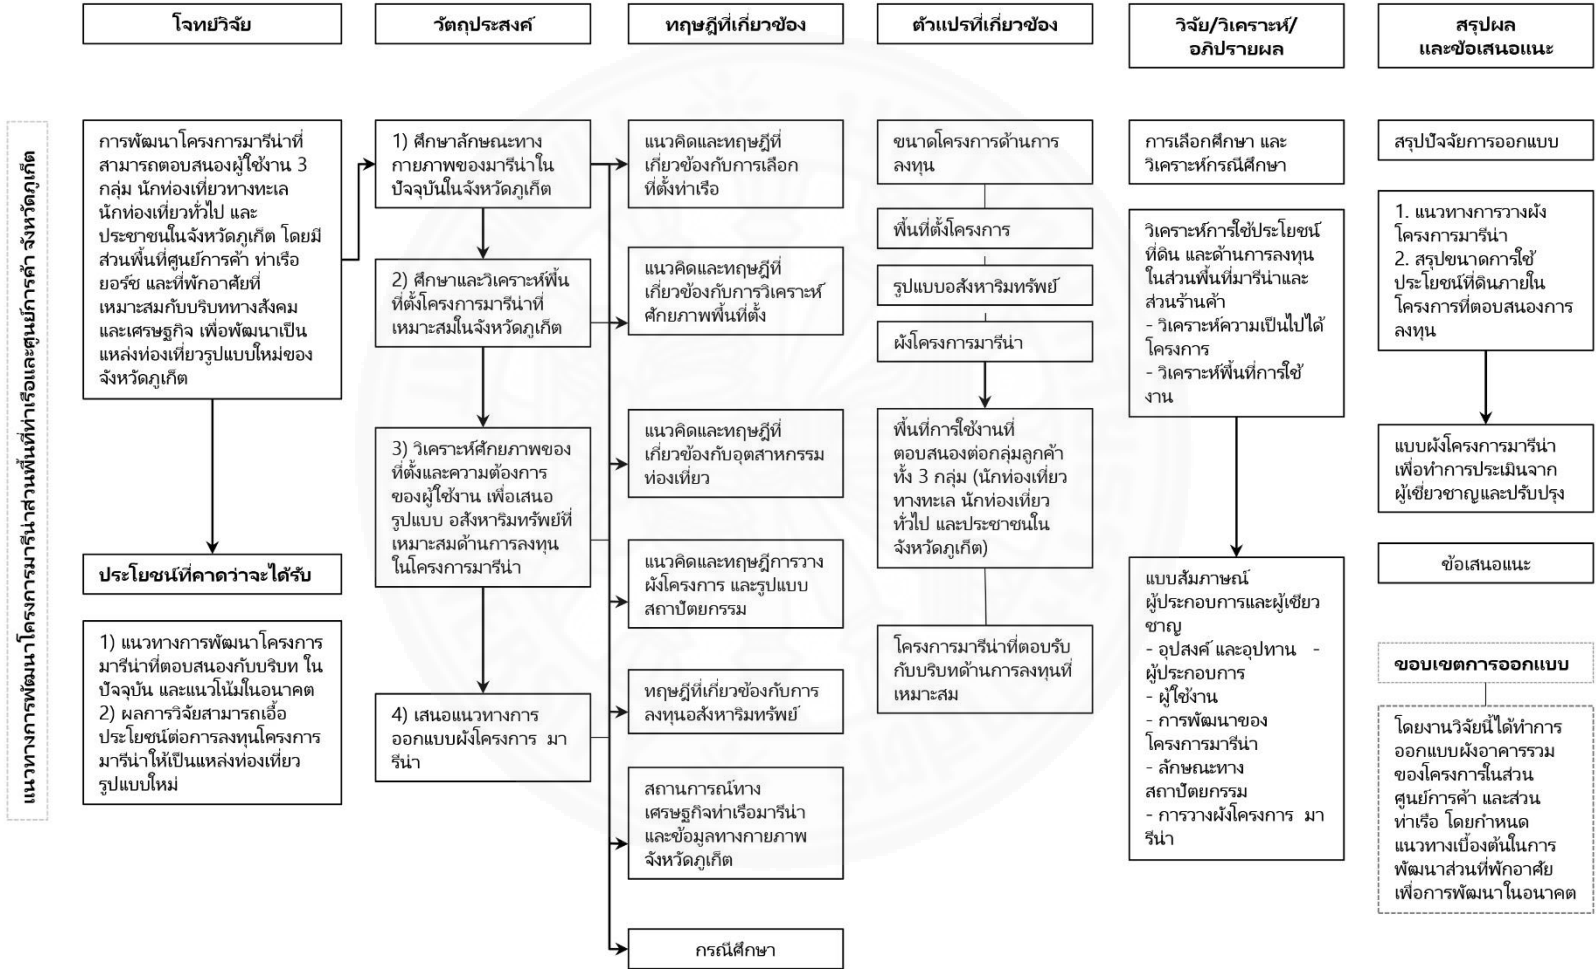 แนวทางการพัฒนาโครงการมารีน่าส่วนพื้นที่ท่าเรือและศูนย์การค้า จังหวัดภูเก็ต
โจทย์วิจัย
การพัฒนาโครงการมารีน่าที่
สามารถตอบสนองผู้ใช้งาน 3
กลุ่ม นักท่องเที่ยวทางทะเล
นักท่องเที่ยวทั่วไป และ
ประชาชนในจังหวัดภูเก็ต โดยมี
ส่วนพื้นที่ศูนย์การค้า ท่าเรือ
ยอร์ช และที่พักอาศัยที่
เหมาะสมกับบริบททางสังคม
และเศรษฐกิจ เพื่อพัฒนาเป็น
แหล่งท่องเที่ยวรูปแบบใหม่ของ
จังหวัดภูเก็ต
ประโยชน์ที่คาดว่าจะได้รับ
1) แนวทางการพัฒนาโครงการ
มารีน่าที่ตอบสนองกับบริบท ใน
ปัจจุบัน และแนวโน้มในอนาคต
2) ผลการวิจัยสามารถเอื้อ
ประโยชน์ต่อการลงทุนโครงการ
มารีน่าให้เป็นแหล่งท่องเที่ยว
รูปแบบใหม่
วัตถุประสงค์
1) ศึกษาลักษณะทาง
กายภาพของมารีน่าใน
ปัจจุบันในจังหวัดภูเก็ต
2) ศึกษาและวิเคราะห์พื้น
ที่ตั้งโครงการมารีน่าที่
เหมาะสมในจังหวัดภูเก็ต
3) วิเคราะห์ศักยภาพของ
ที่ตั้งและความต้องการ
ของผู้ใช้งาน เพื่อเสนอ
รูปแบบ อสังหาริมทรัพย์ที่
เหมาะสมด้านการลงทุน
ในโครงการมารีน่า
4) เสนอแนวทางการ
ออกแบบผังโครงการ มา
รีน่า
ทฤษฎีที่เกี่ยวข้อง
แนวคิดและทฤษฎีที่
เกี่ยวข้องกับการเลือก
ที่ตั้งท่าเรือ
แนวคิดและทฤษฎีที่
เกี่ยวข้องกับการวิเคราะห์
ศักยภาพพื้นที่ตั้ง
แนวคิดและทฤษฎีที่
เกี่ยวข้องกับอุตสาหกรรม
ท่องเที่ยว
แนวคิดและทฤษฎีการวาง
ผังโครงการ และรูปแบบ
สถาปัตยกรรม
ทฤษฎีที่เกี่ยวข้องกับการ
ลงทุนอสังหาริมทรัพย์
สถานการณ์ทาง
เศรษฐกิจท่าเรือมารีน่า
และข้อมูลทางกายภาพ
จังหวัดภูเก็ต
กรณีศึกษา
ตัวแปรที่เกี่ยวข้อง
ขนาดโครงการด้านการ
ลงทุน
พื้นที่ตั้งโครงการ
รูปแบบอสังหาริมทรัพย์
ผังโครงการมารีน่า
พื้นที่การใช้งานที่
ตอบสนองต่อกลุ่มลูกค้า
ทั้ง 3 กลุ่ม (นักท่องเที่ยว
ทางทะเล นักท่องเที่ยว
ทั่วไป และประชาชนใน
จังหวัดภูเก็ต)
โครงการมารีน่าที่ตอบรับ
กับบริบทด้านการลงทุนที่
เหมาะสม
วิจัย/วิเคราะห์/
อภิปรายผล
การเลือกศึกษา และ
วิเคราะห์กรณีศึกษา
วิเคราะห์การใช้ประโยชน์
ที่ดิน และด้านการลงทุน
ในส่วนพื้นที่มารีน่าและ
ส่วนร้านค้า
- วิเคราะห์ความเป็นไปได้
โครงการ
- วิเคราะห์พื้นที่การใช้
งาน
แบบสัมภาษณ์
ผู้ประกอบการและผู้เชี่ยว
ชาญ
- อุปสงค์ และอุปทาน -
ผู้ประกอบการ
- ผู้ใช้งาน
- การพัฒนาของ
โครงการมารีน่า
- ลักษณะทาง
สถาปัตยกรรม
- การวางผังโครงการ มา
รีน่า
สรุปผล
และข้อเสนอแนะ
สรุปปัจจัยการออกแบบ
1. แนวทางการวางผัง
โครงการมารีน่า
2. สรุปขนาดการใช้
ประโยชน์ที่ดินภายใน
โครงการที่ตอบสนองการ
ลงทุน
แบบผังโครงการมารีน่า
เพื่อทำการประเมินจาก
ผู้เชี่ยวชาญและปรับปรุง
ข้อเสนอแนะ
ขอบเขตการออกแบบ
โดยงานวิจัยนี้ได้ทำการ
ออกแบบผังอาคารรวม
ของโครงการในส่วน
ศูนย์การค้า และส่วน
ท่าเรือ โดยกำหนด
แนวทางเบื้องต้นในการ
พัฒนาส่วนที่พักอาศัย
เพื่อการพัฒนาในอนาคต